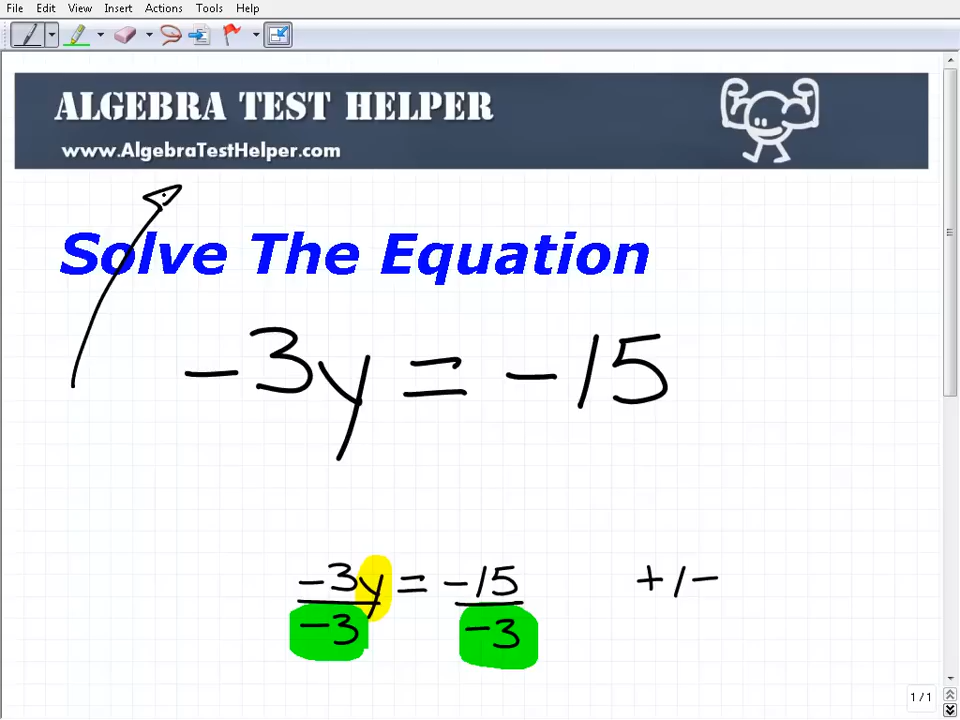 File Edit View Insert Actions Tools Help
ALGEBRA TEST HELPER
www.AlgebraTestHelper.com
Solve The Equation
-3y = -15
-3y = -15 +/-
-3 -3
1 / 1